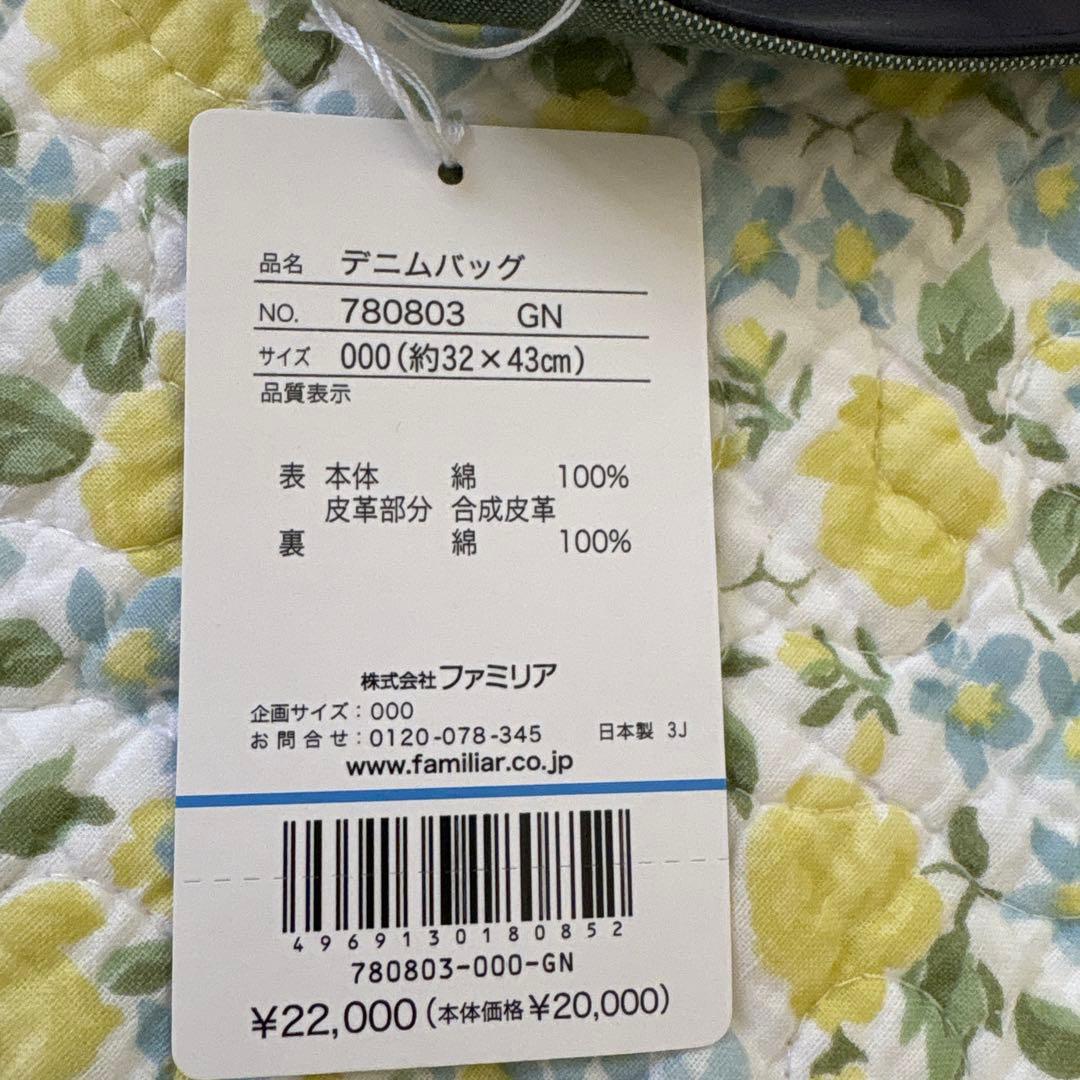 品名 デニムバッグ
NO. 780803 GN
サイズ 000(約32×43cm)
品質表示
表 本体 綿 100%
皮革部分 合成皮革
裏 綿 100%
株式会社ファミリア
企画サイズ:000
お問合せ:0120-078-345 日本製 3J
www.familiar.co.jp
4969130180852
780803-000-GN
¥22,000(本体価格¥20,000)